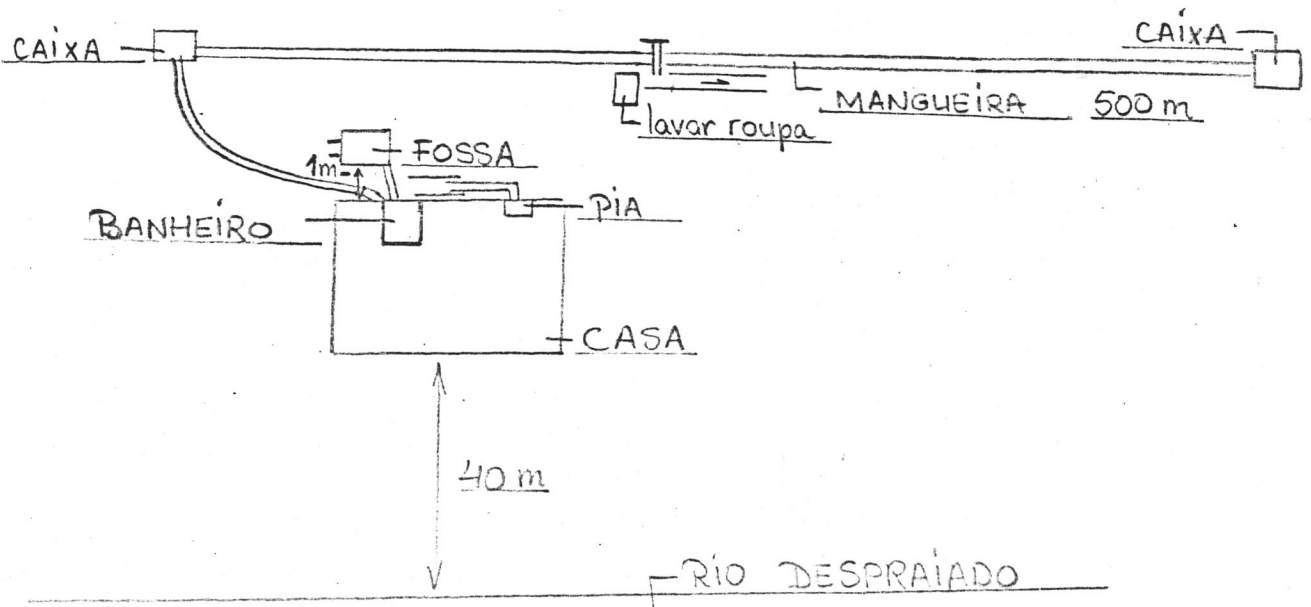 CAIXA
CAIXA
MANGUEIRA 500 m
lavar roupa
FOSSA
1m
PIA
BANHEIRO
CASA
40 m
RIO DESPRAIADO